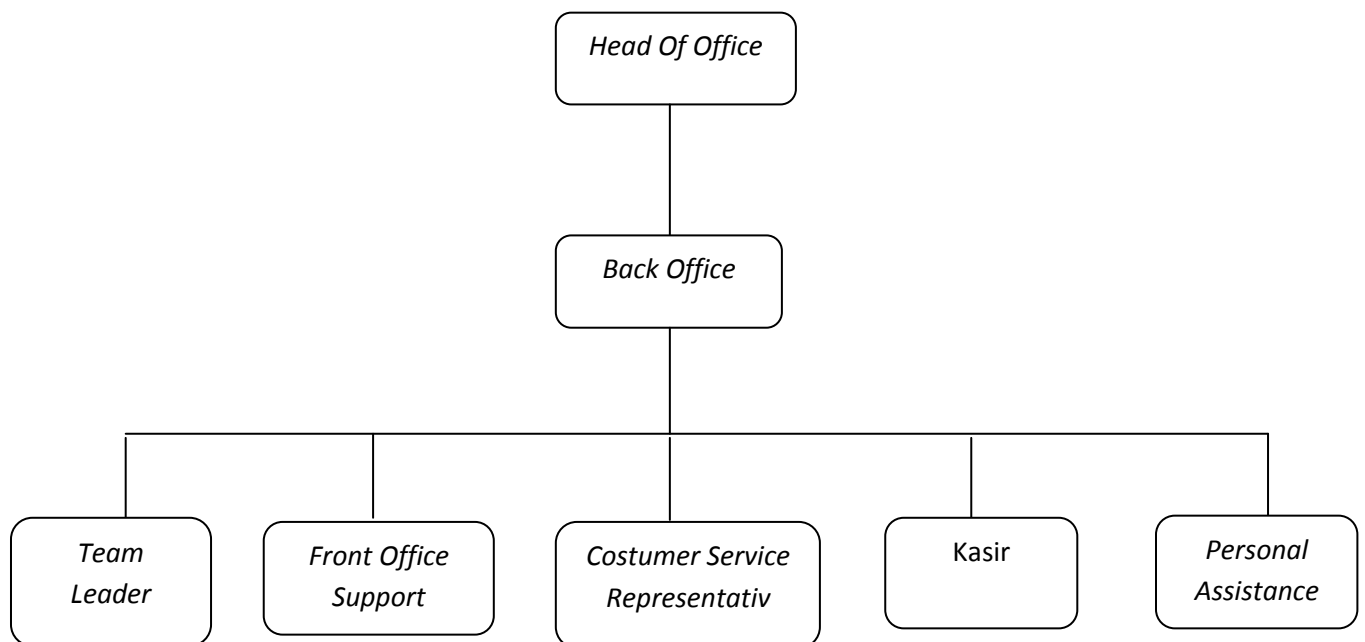 Head Of Office
Back Office
Team
Leader
Front Office
Support
Costumer Service
Representativ
Kasir
Personal
Assistance